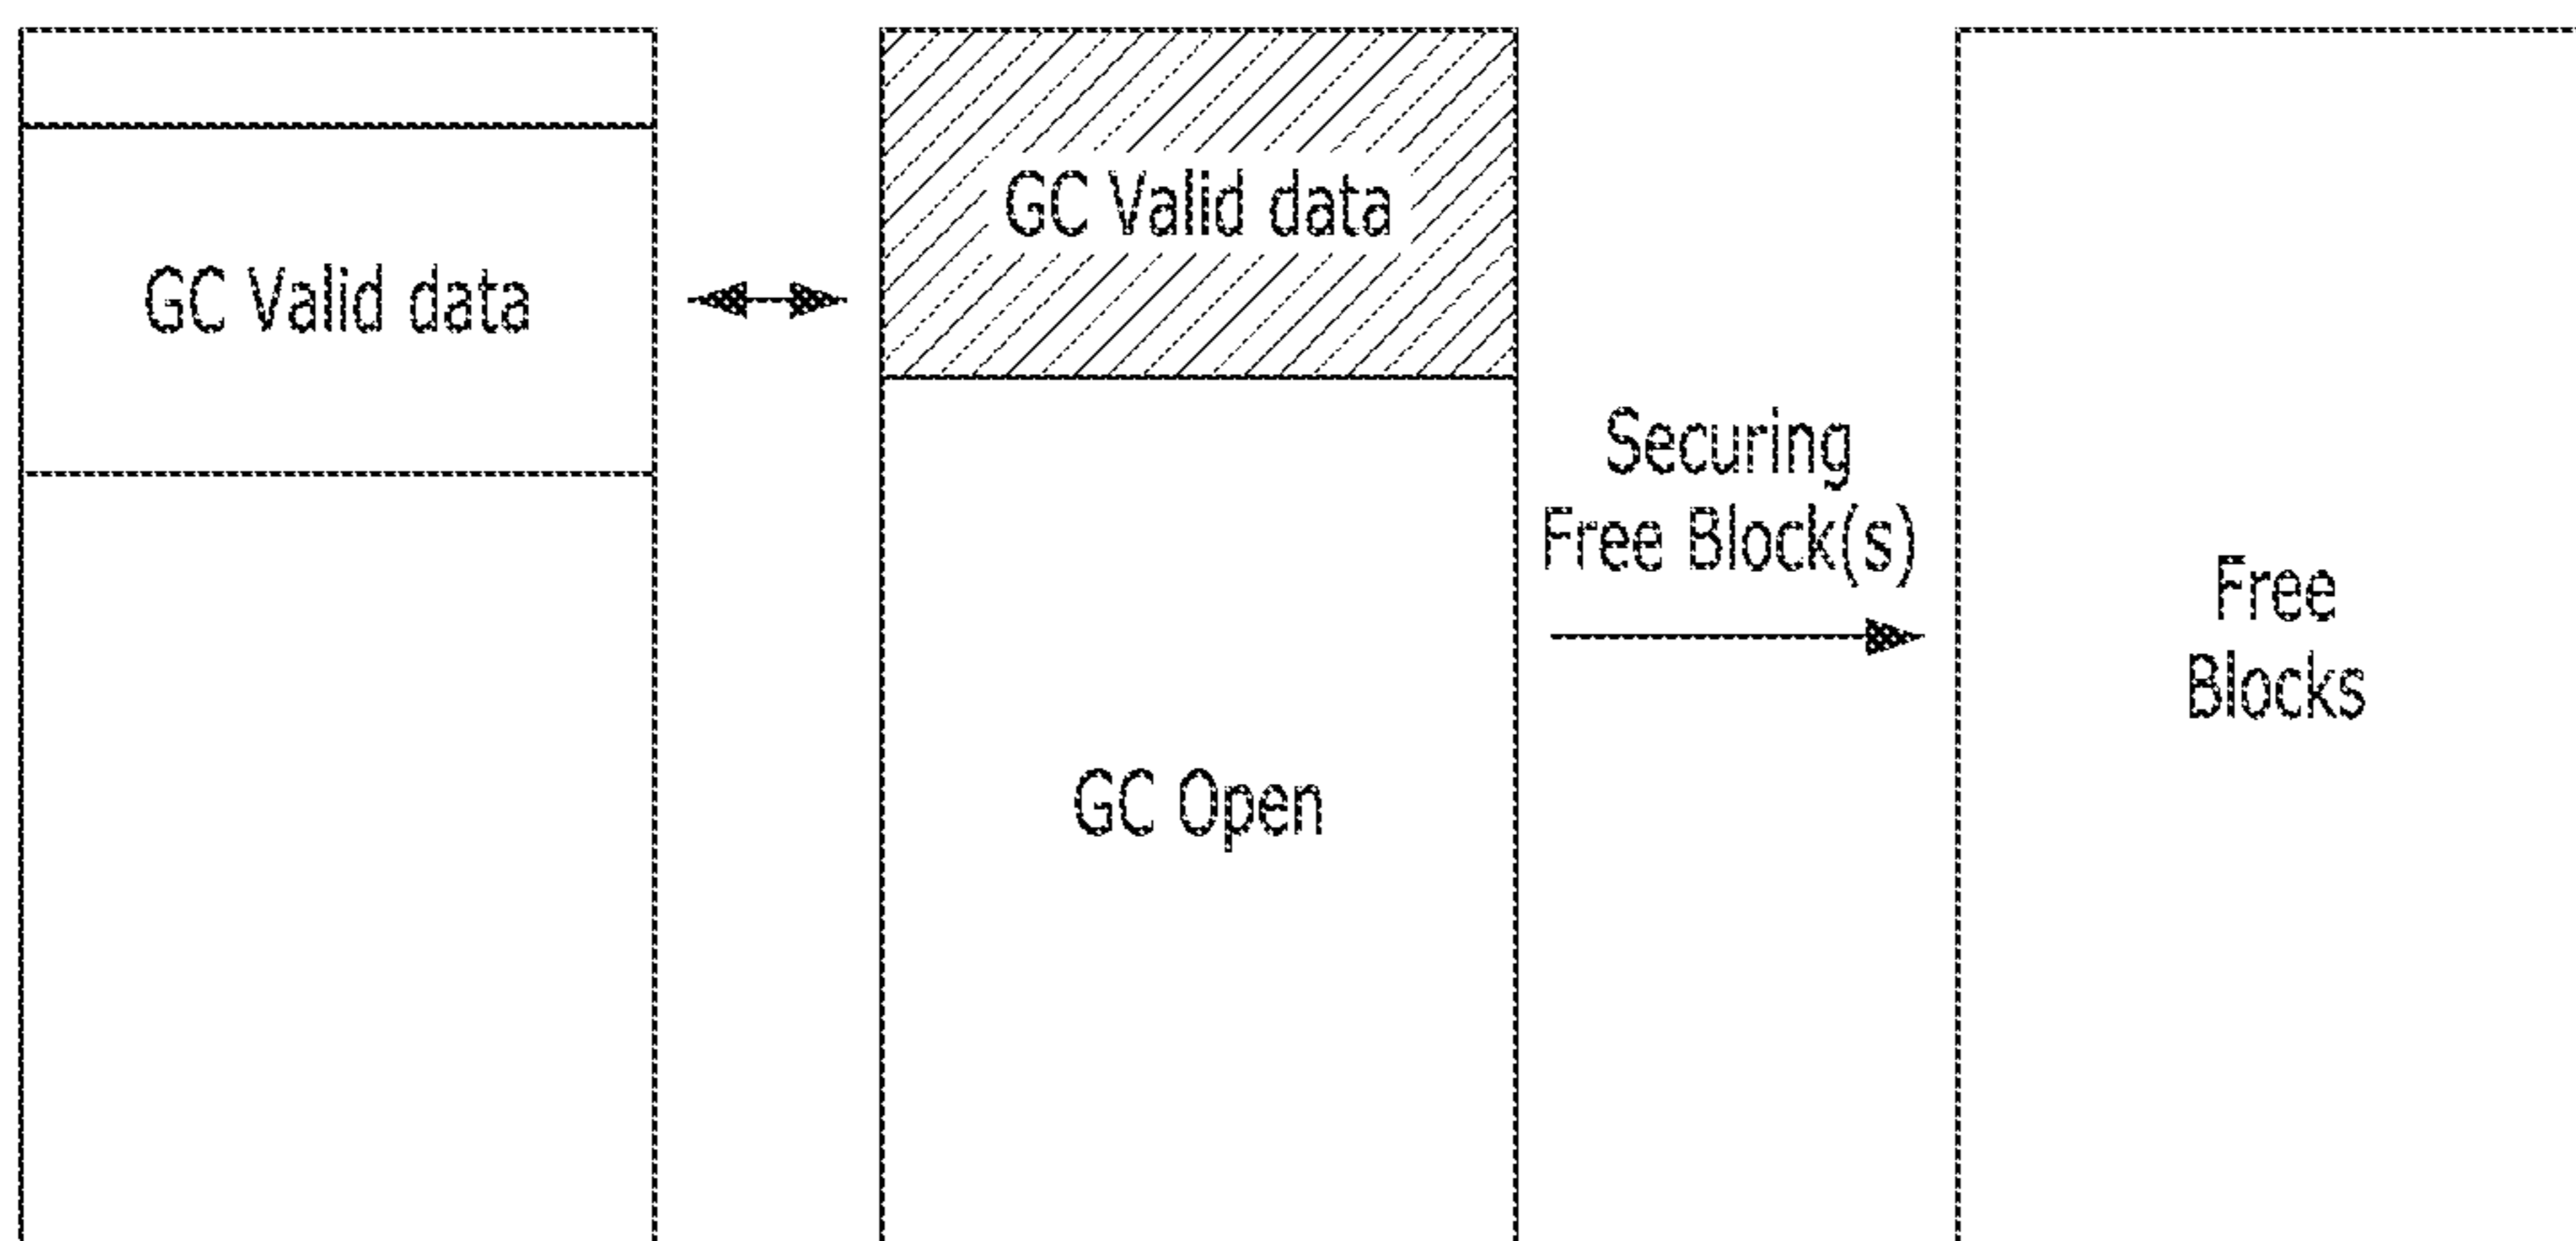 GC Valid data
GC Valid data
GC Open
Securing
Free Block(s)
Free
Blocks